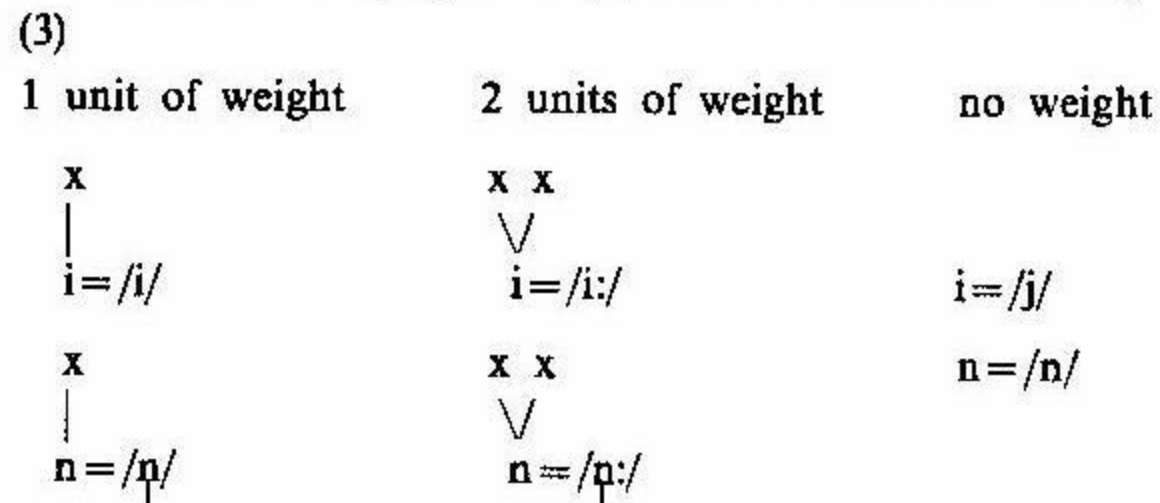 (3)
1 unit of weight 2 units of weight no weight
x x x
i=/i/ i=/i:/ i=/j/
x x x n=/n/
n=/n̩/ n=/n̩:/